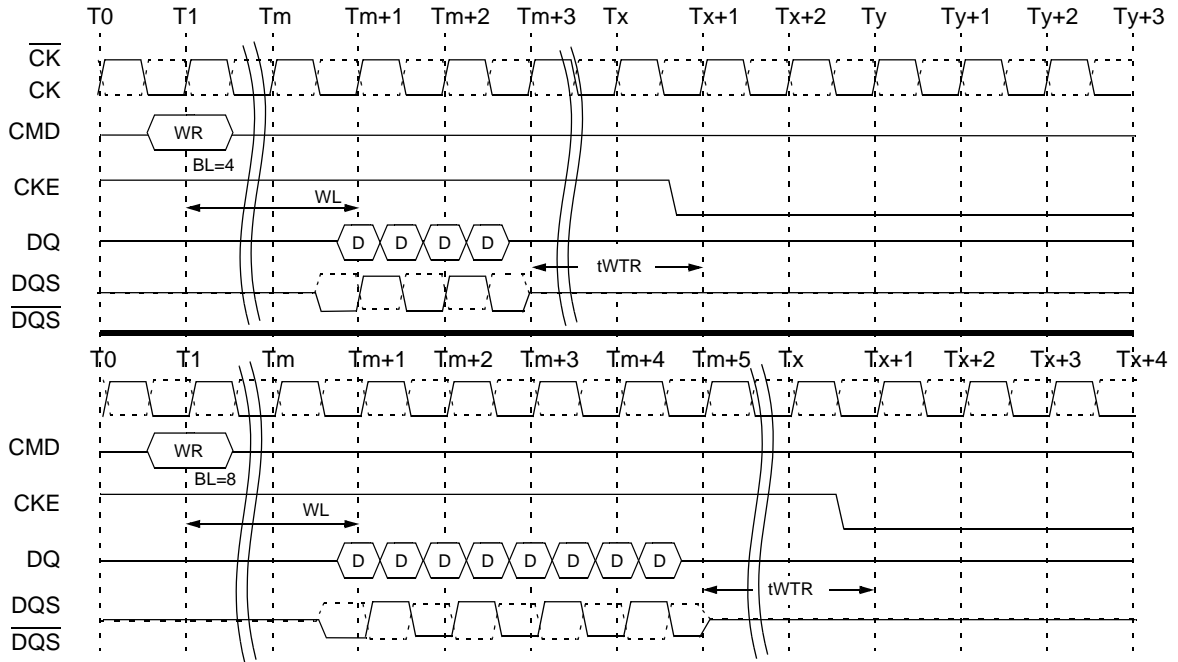 T0 T1 Tm Tm+1 Tm+2 Tm+3 Tx Tx+1 Tx+2 Ty Ty+1 Ty+2 Ty+3
CK
CK
CMD WR
BL=4
CKE
WL
DQ D D D D
tWTR
DQS
DQS
T0 T1 Tm Tm+1 Tm+2 Tm+3 Tm+4 Tm+5 Tx Tx+1 Tx+2 Tx+3 Tx+4
CMD WR
BL=8
CKE
WL
DQ D D D D D D D D
tWTR
DQS
DQS